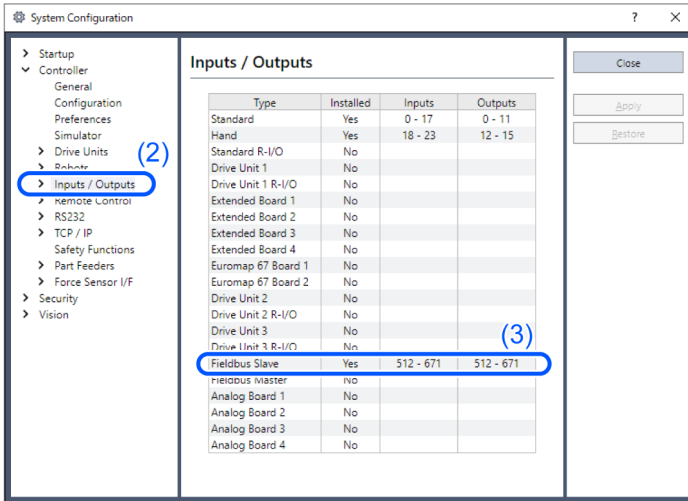 System Configuration ? ×
Startup
Controller
General
Configuration
Preferences
Simulator
Drive Units
(2)
Robots
Inputs / Outputs
Remote Control
RS232
TCP / IP
Safety Functions
Part Feeders
Force Sensor I/F
Security
Vision
Inputs / Outputs
Type Installed Inputs Outputs
Standard Yes 0 - 17 0 - 11
Hand Yes 18 - 23 12 - 15
Standard R-I/O No
Drive Unit 1 No
Drive Unit 1 R-I/O No
Extended Board 1 No
Extended Board 2 No
Extended Board 3 No
Extended Board 4 No
Euromap 67 Board 1 No
Euromap 67 Board 2 No
Drive Unit 2 No
Drive Unit 2 R-I/O No
Drive Unit 3 No
(3)
Drive Unit 3 R-I/O No
Fieldbus Slave Yes 512 - 671 512 - 671
Fieldbus Master No
Analog Board 1 No
Analog Board 2 No
Analog Board 3 No
Analog Board 4 No
Close
Apply
Restore